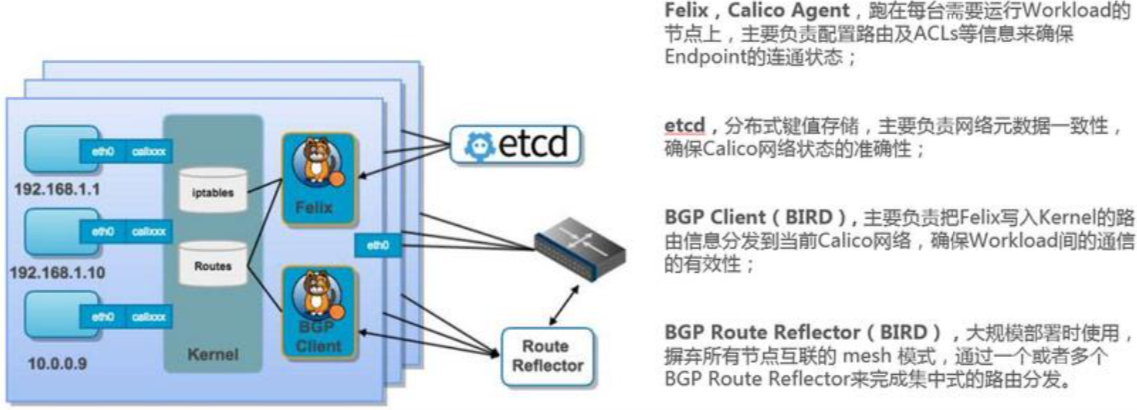 eth0 calixxx
192.168.1.1
eth0 calixxx
192.168.1.10
eth0 calixxx
10.0.0.9
iptables
Routes
Kernel
Felix
BGP
Client
eth0
etcd
Route
Reflector
Felix，Calico Agent，跑在每台需要运行Workload的
节点上，主要负责配置路由及ACLs等信息来确保
Endpoint的连通状态；
etcd，分布式键值存储，主要负责网络元数据一致性，
确保Calico网络状态的准确性；
BGP Client（BIRD），主要负责把Felix写入Kernel的路
由信息分发到当前Calico网络，确保Workload间的通信
的有效性；
BGP Route Reflector（BIRD），大规模部署时使用，
摒弃所有节点互联的 mesh 模式，通过一个或者多个
BGP Route Reflector来完成集中式的路由分发。